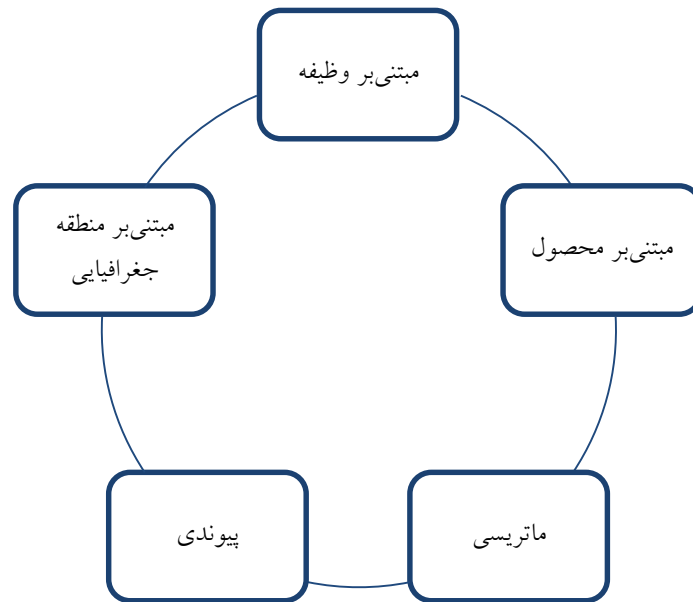 مبتنی‌بر وظیفه
مبتنی‌بر محصول
مبتنی‌بر منطقه
جغرافیایی
ماتریسی
پیوندی